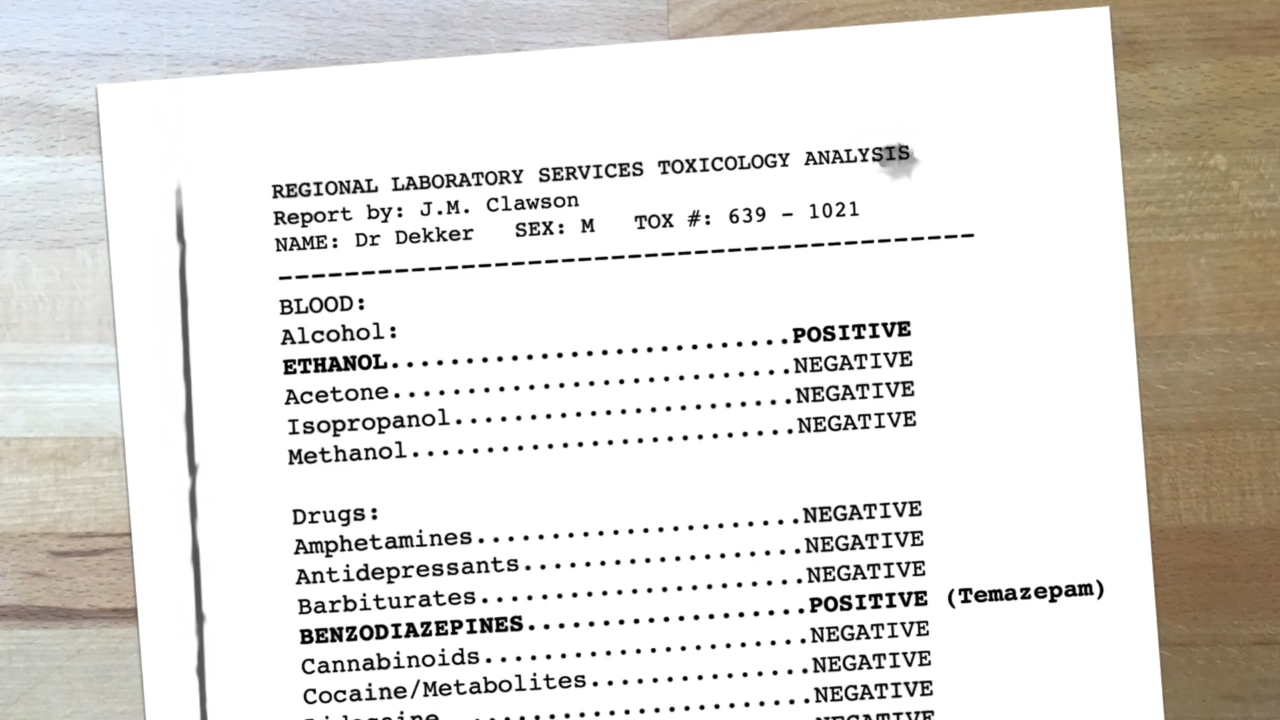 REGIONAL LABORATORY SERVICES TOXICOLOGY ANALYSIS
Report by: J.M. Clawson
NAME: Dr Dekker SEX: M TOX #: 639 - 1021
--------------------------------------------------
BLOOD:
Alcohol:
ETHANOL...........................POSITIVE
Acetone...........................NEGATIVE
Isopropanol.......................NEGATIVE
Methanol..........................NEGATIVE
Drugs:
Amphetamines......................NEGATIVE
Antidepressants...................NEGATIVE
Barbiturates......................NEGATIVE
BENZODIAZEPINES...................POSITIVE (Temazepam)
Cannabinoids......................NEGATIVE
Cocaine/Metabolites...............NEGATIVE
.....................NEGATIVE
NEGATIVE